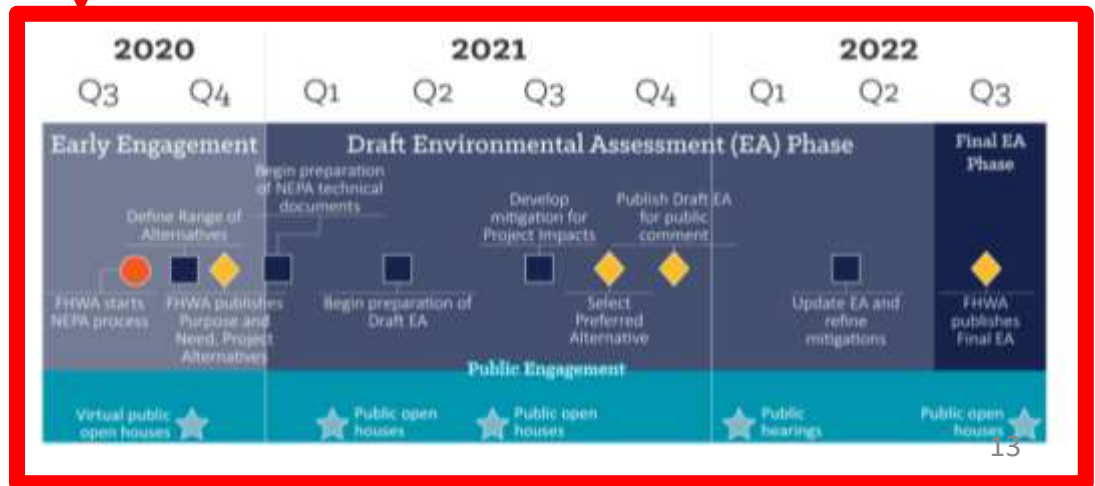 2020 2021 2022
Q3 Q4 Q1 Q2 Q3 Q4 Q1 Q2 Q3
Early Engagement
Draft Environmental Assessment (EA) Phase
Final EA
Phase
Begin preparation
of NEPA technical
documents
Define Range of
Alternatives
Develop
mitigation for
Project Impacts
Publish Draft EA
for public
comment
FHWA starts
NEPA process
FHWA publishes
Purpose and
Need, Project
Alternatives
Begin preparation of
Draft EA
Select
Preferred
Alternative
Update EA and
refine
mitigations
FHWA
publishes
Final EA
Public Engagement
Virtual public
open houses
Public open
houses
Public open
houses
Public
hearings
Public open
houses
13